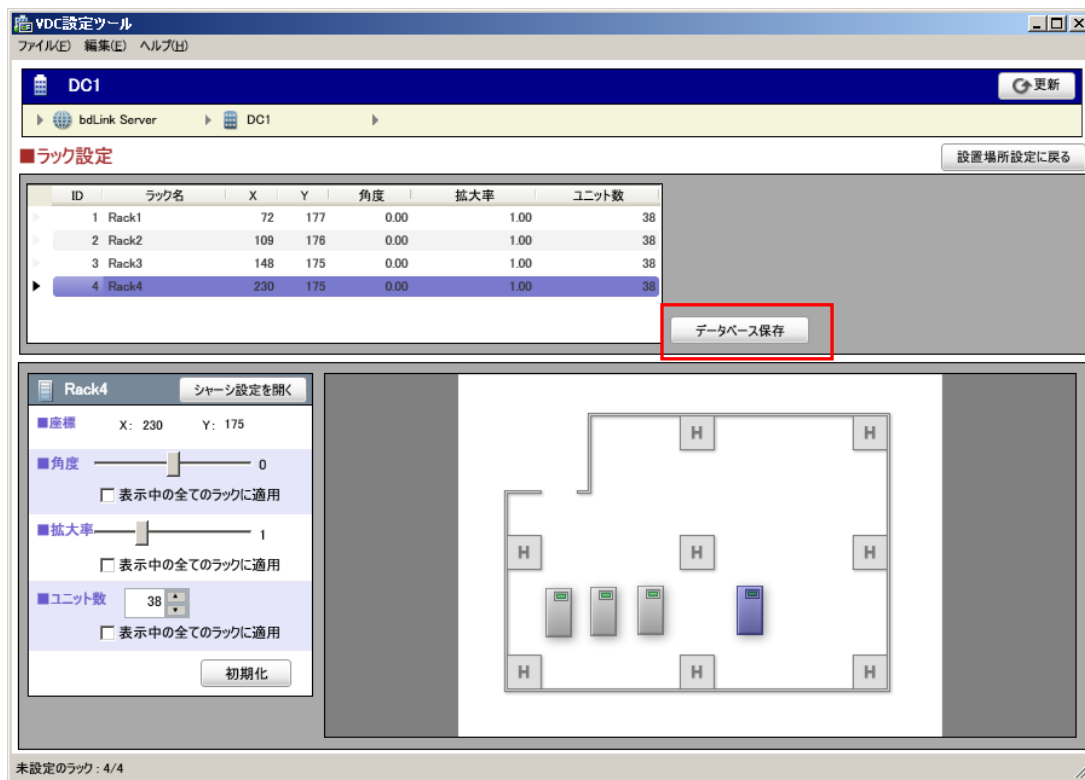 VDC設定ツール
ファイル(F) 編集(E) ヘルプ(H)
DC1 更新
bdLink Server DC1
■ラック設定 設置場所設定に戻る
ID ラック名 X Y 角度 拡大率 ユニット数
1 Rack1 72 177 0.00 1.00 38
2 Rack2 109 176 0.00 1.00 38
3 Rack3 148 175 0.00 1.00 38
4 Rack4 230 175 0.00 1.00 38
データベース保存
Rack4 シャーシ設定を開く
■座標 X: 230 Y: 175
■角度 0
表示中の全てのラックに適用
■拡大率 1
表示中の全てのラックに適用
■ユニット数 38
表示中の全てのラックに適用
初期化
H H
H H H
H H H
未設定のラック : 4/4